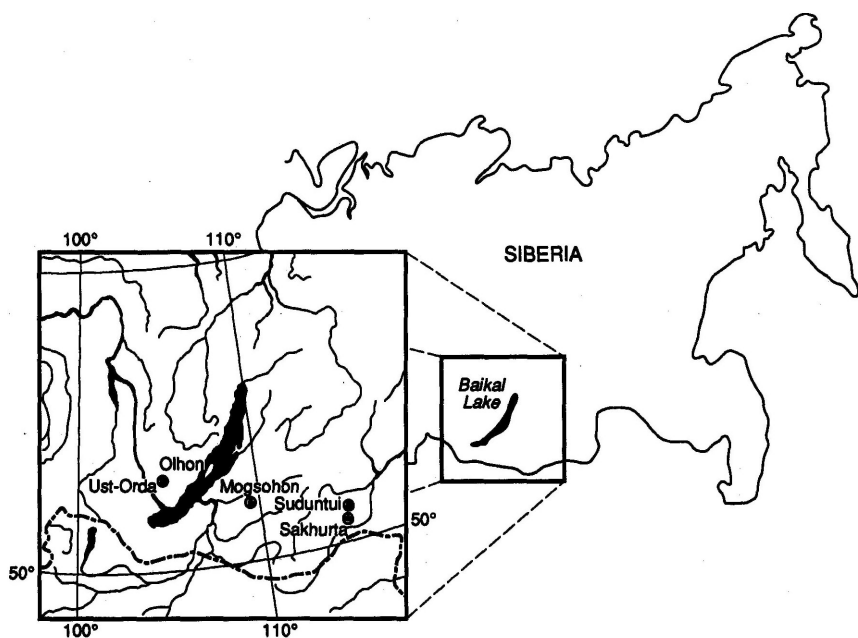 100°
110°
SIBERIA
Baikal
Lake
Olhon
Ust-Orda
Mogsohon
Suduntui
Sakhurta
50°
50°
100°
110°